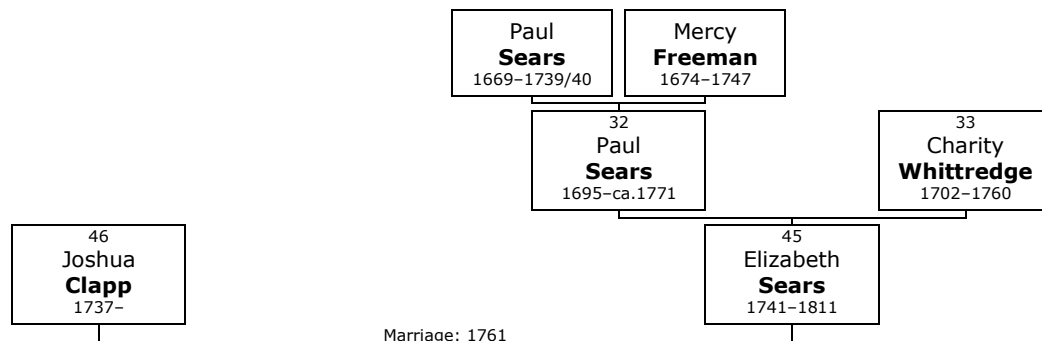 Paul
Sears
1669–1739/40
Mercy
Freeman
1674–1747
32
Paul
Sears
1695–ca.1771
33
Charity
Whittredge
1702–1760
46
Joshua
Clapp
1737–
45
Elizabeth
Sears
1741–1811
Marriage: 1761